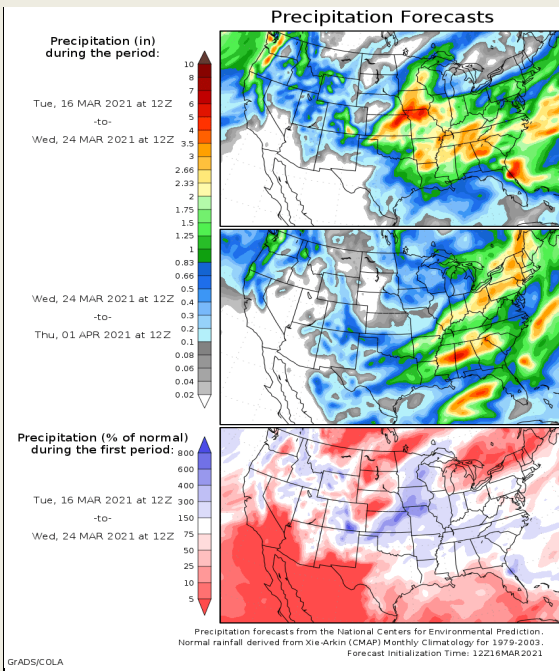 Precipitation Forecasts
Precipitation (in)
during the period:
Tue, 16 MAR 2021 at 12Z
-to-
Wed, 24 MAR 2021 at 12Z
10
8
7
6
5
4
3.5
3
2.66
2.33
2
1.75
1.5
1.25
1
0.83
0.66
0.5
0.4
0.3
0.2
0.1
0.08
0.06
0.04
0.02
Wed, 24 MAR 2021 at 12Z
-to-
Thu, 01 APR 2021 at 12Z
Precipitation (% of normal)
during the first period:
Tue, 16 MAR 2021 at 12Z
-to-
Wed, 24 MAR 2021 at 12Z
800
600
400
300
150
75
50
25
10
5
Precipitation forecasts from the National Centers for Environmental Prediction.
Normal rainfall derived from Xie-Arkin (CMAP) Monthly Climatology for 1979-2003.
Forecast Initialization Time: 12Z16MAR2021
GrADS/COLA